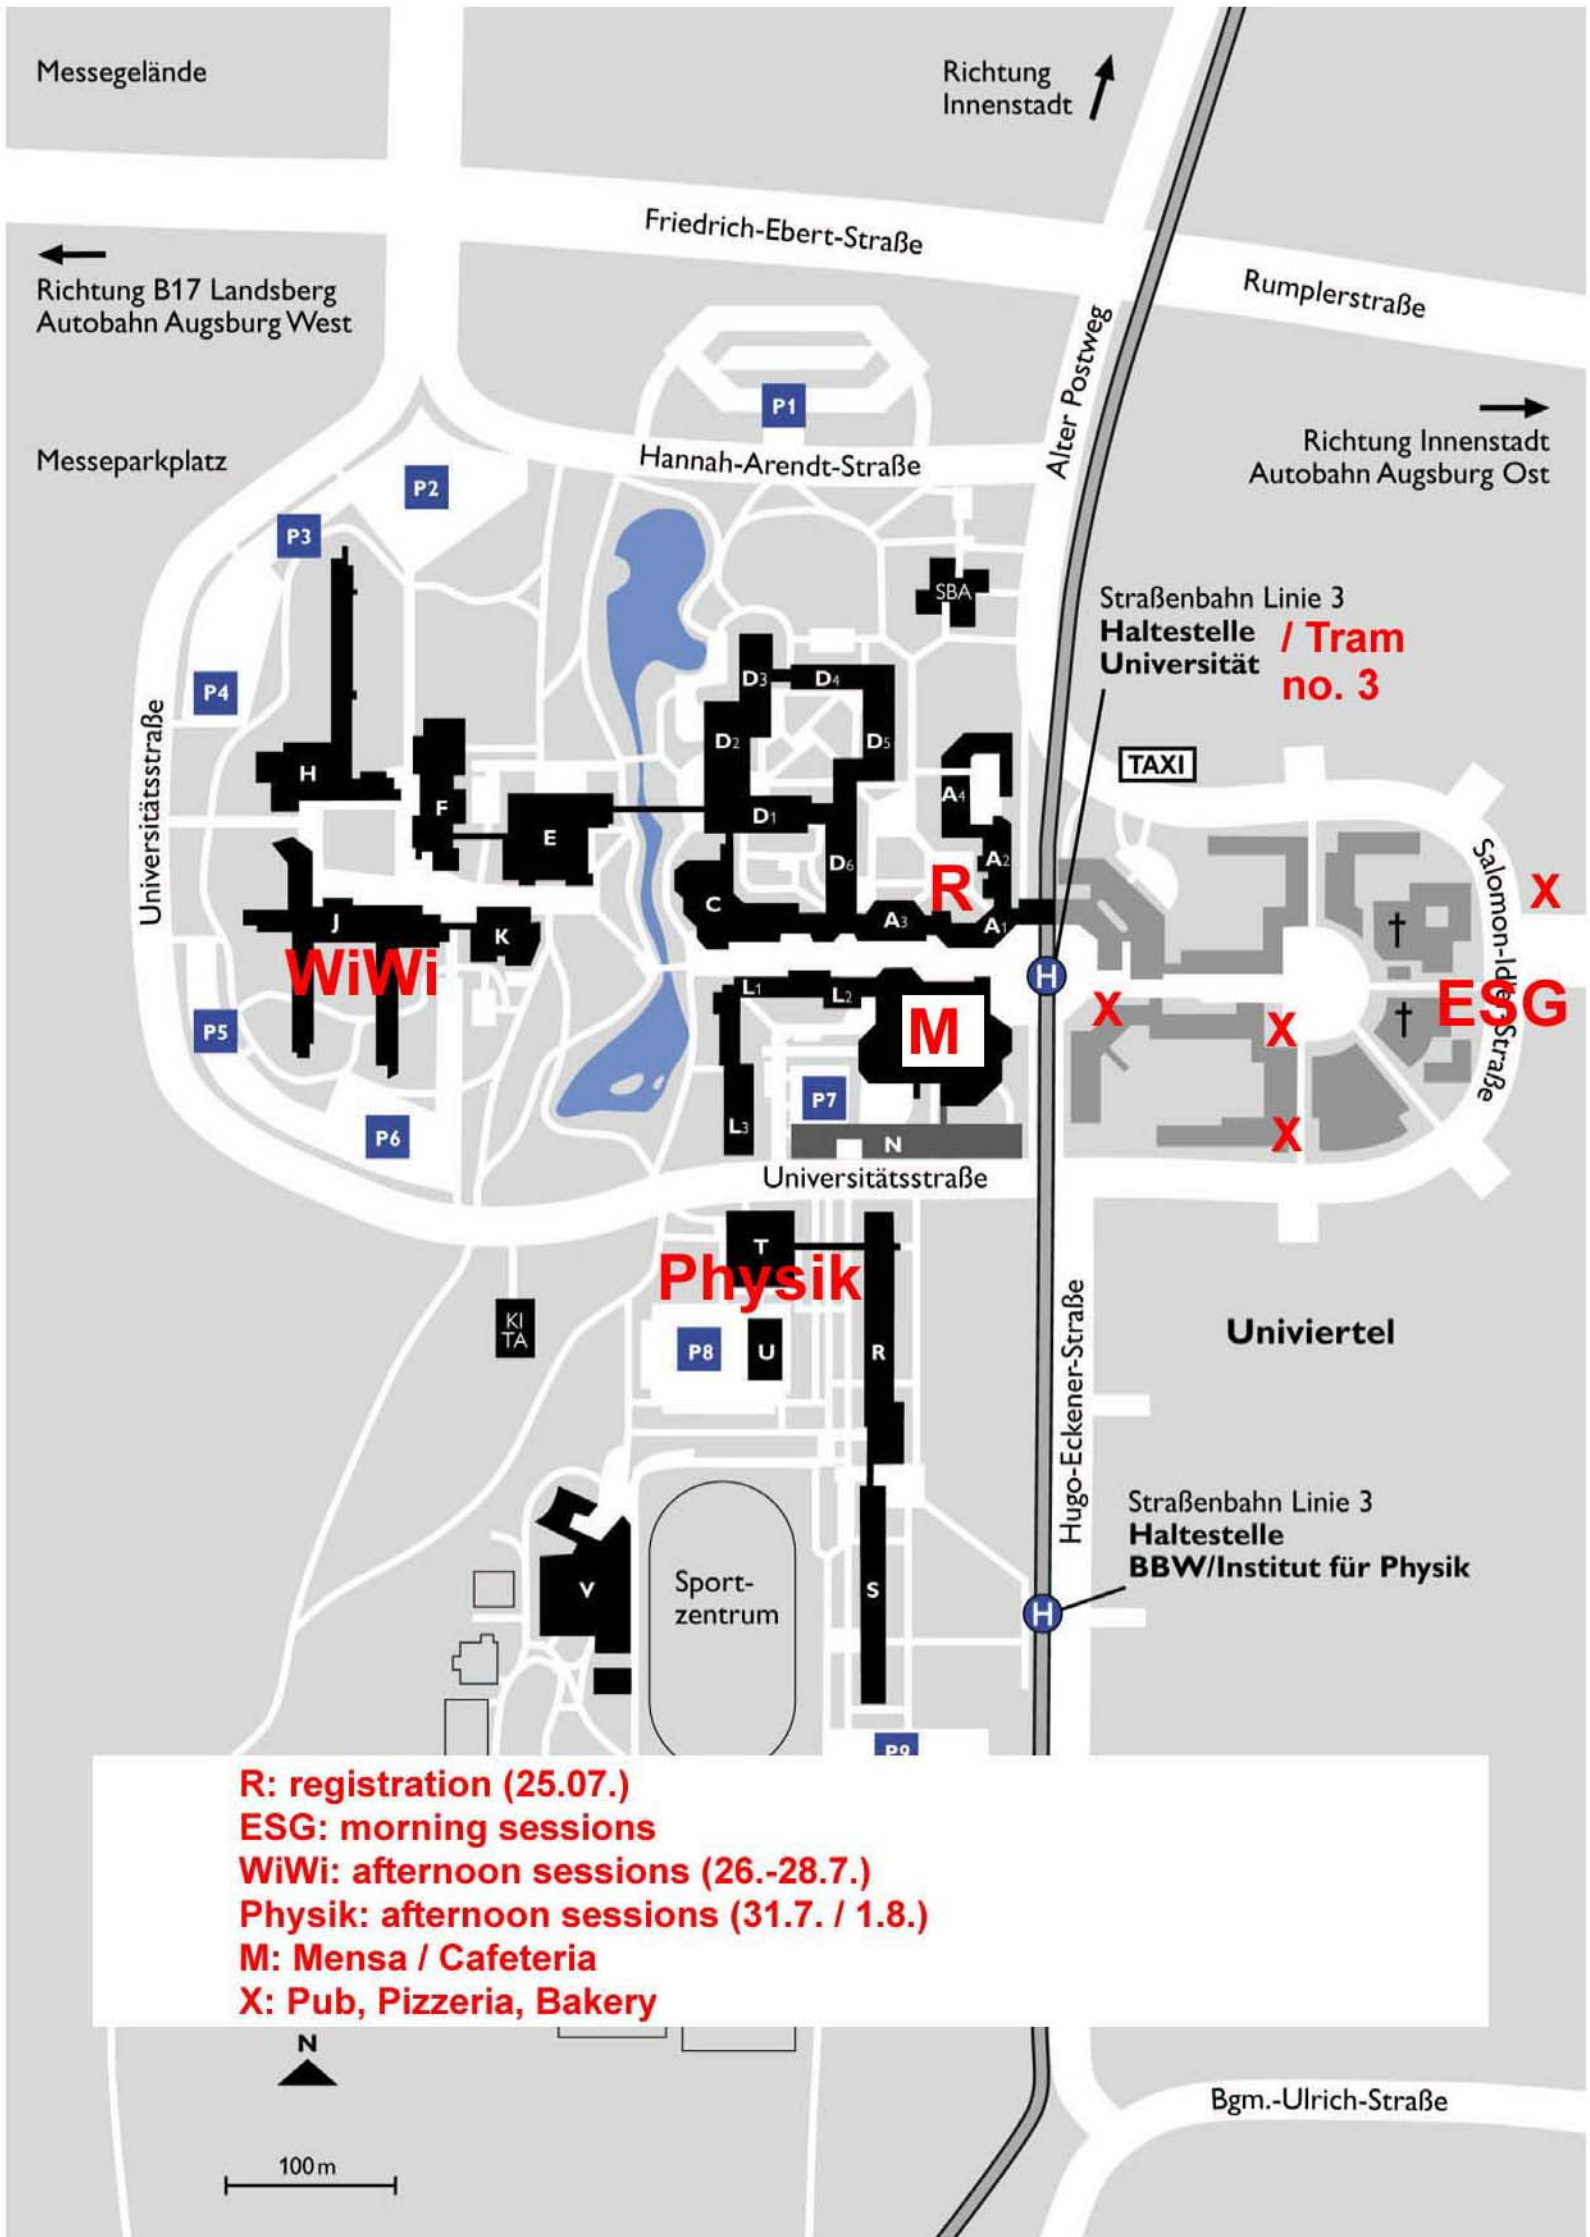 Messegelände
Richtung
Innenstadt
Friedrich-Ebert-Straße
Richtung B17 Landsberg
Autobahn Augsburg West
Rumplerstraße
Alter Postweg
P1
Richtung Innenstadt
Autobahn Augsburg Ost
Messeparkplatz
Hannah-Arendt-Straße
P2
P3
SBA
Straßenbahn Linie 3
Haltestelle
Universität
/ Tram
no. 3
P4
D3
D4
D2
D5
Universitätsstraße
TAXI
H
F
A4
D1
E
D6
A2
R
Salomon-Idler-Straße
X
C
A3
A1
J
K
WiWi
H
L1
L2
M
X
X
ESG
P5
P7
P6
L3
N
X
Universitätsstraße
T
Physik
KI
TA
P8
U
R
Univiertel
Hugo-Eckener-Straße
Straßenbahn Linie 3
Haltestelle
BBW/Institut für Physik
V
Sport-
zentrum
S
H
P9
R: registration (25.07.)
ESG: morning sessions
WiWi: afternoon sessions (26.-28.7.)
Physik: afternoon sessions (31.7. / 1.8.)
M: Mensa / Cafeteria
X: Pub, Pizzeria, Bakery
N
Bgm.-Ulrich-Straße
100 m